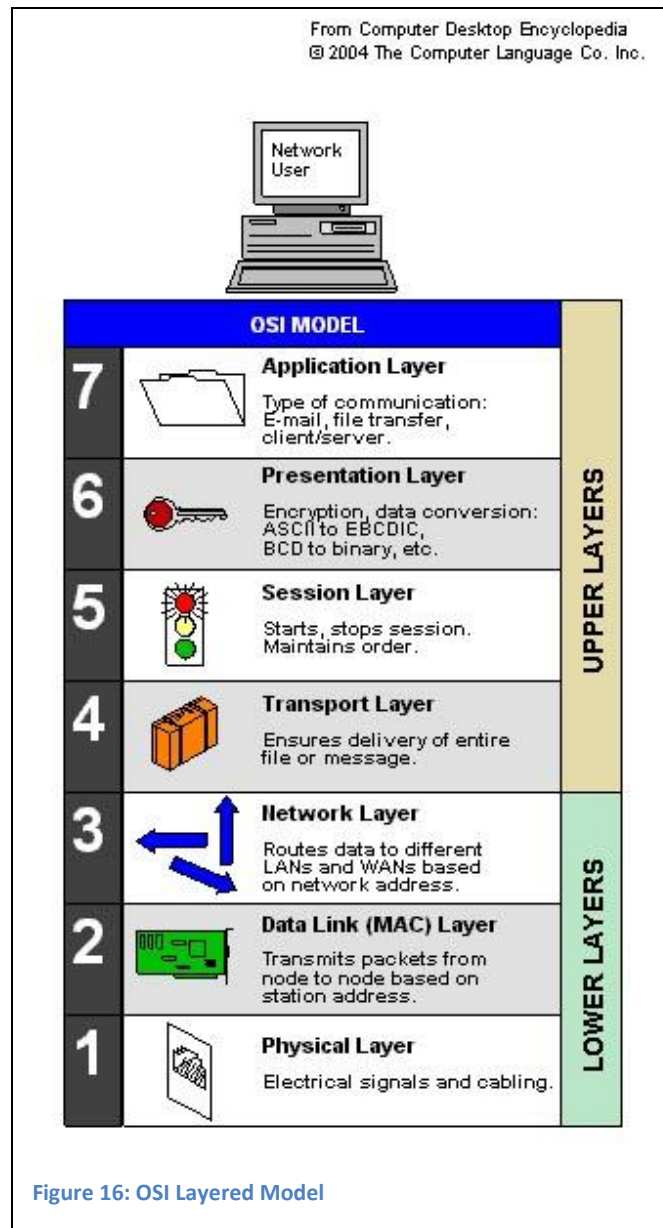 From Computer Desktop Encyclopedia
© 2004 The Computer Language Co. Inc.
Network
User
OSI MODEL
7
Application Layer
Type of communication:
E-mail, file transfer,
client/server.
6
Presentation Layer
Encryption, data conversion:
ASCII to EBCDIC,
BCD to binary, etc.
5
Session Layer
Starts, stops session.
Maintains order.
4
Transport Layer
Ensures delivery of entire
file or message.
UPPER LAYERS
3
Network Layer
Routes data to different
LANs and WANs based
on network address.
2
Data Link (MAC) Layer
Transmits packets from
node to node based on
station address.
1
Physical Layer
Electrical signals and cabling.
LOWER LAYERS
Figure 16: OSI Layered Model